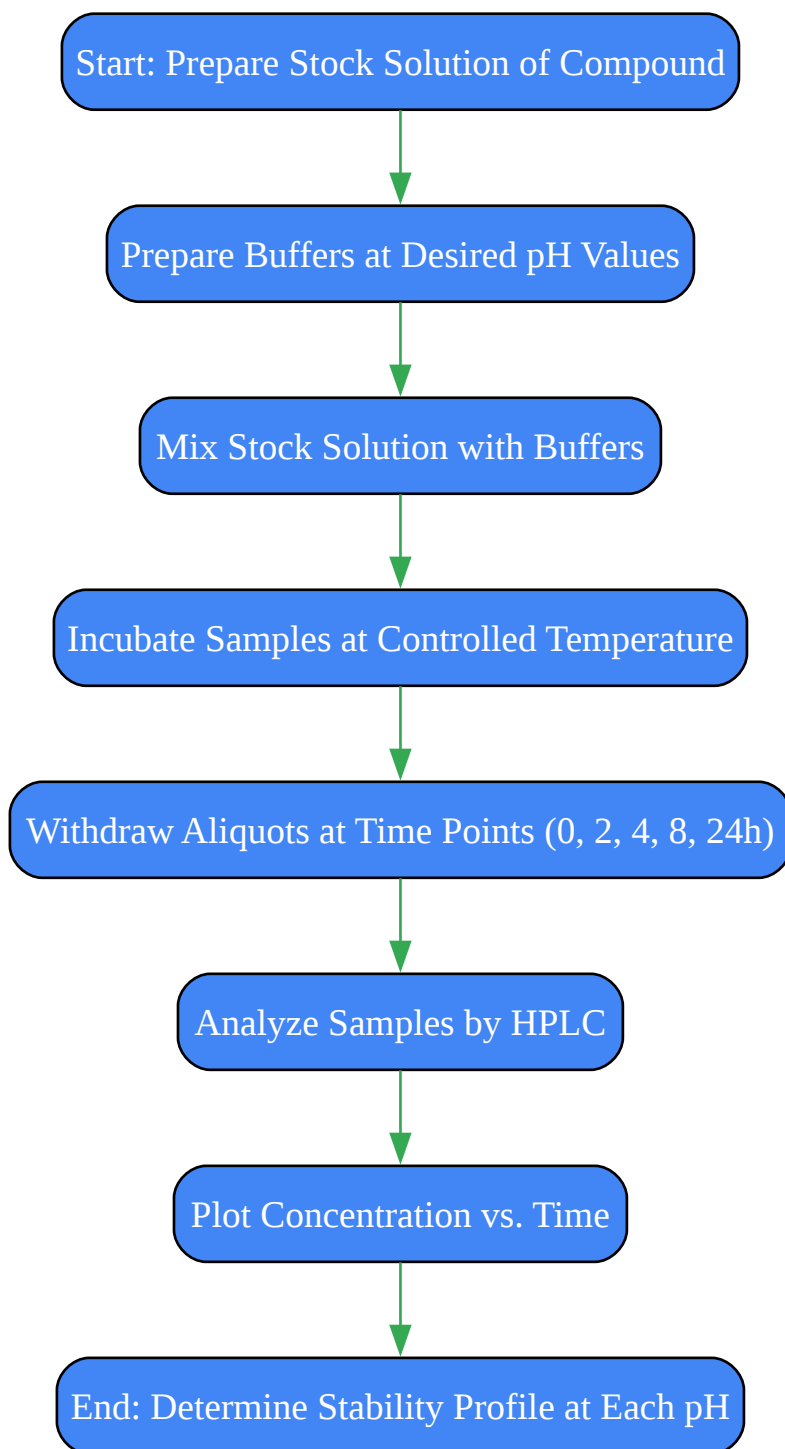 Start: Prepare Stock Solution of Compound
Prepare Buffers at Desired pH Values
Mix Stock Solution with Buffers
Incubate Samples at Controlled Temperature
Withdraw Aliquots at Time Points (0, 2, 4, 8, 24h)
Analyze Samples by HPLC
Plot Concentration vs. Time
End: Determine Stability Profile at Each pH